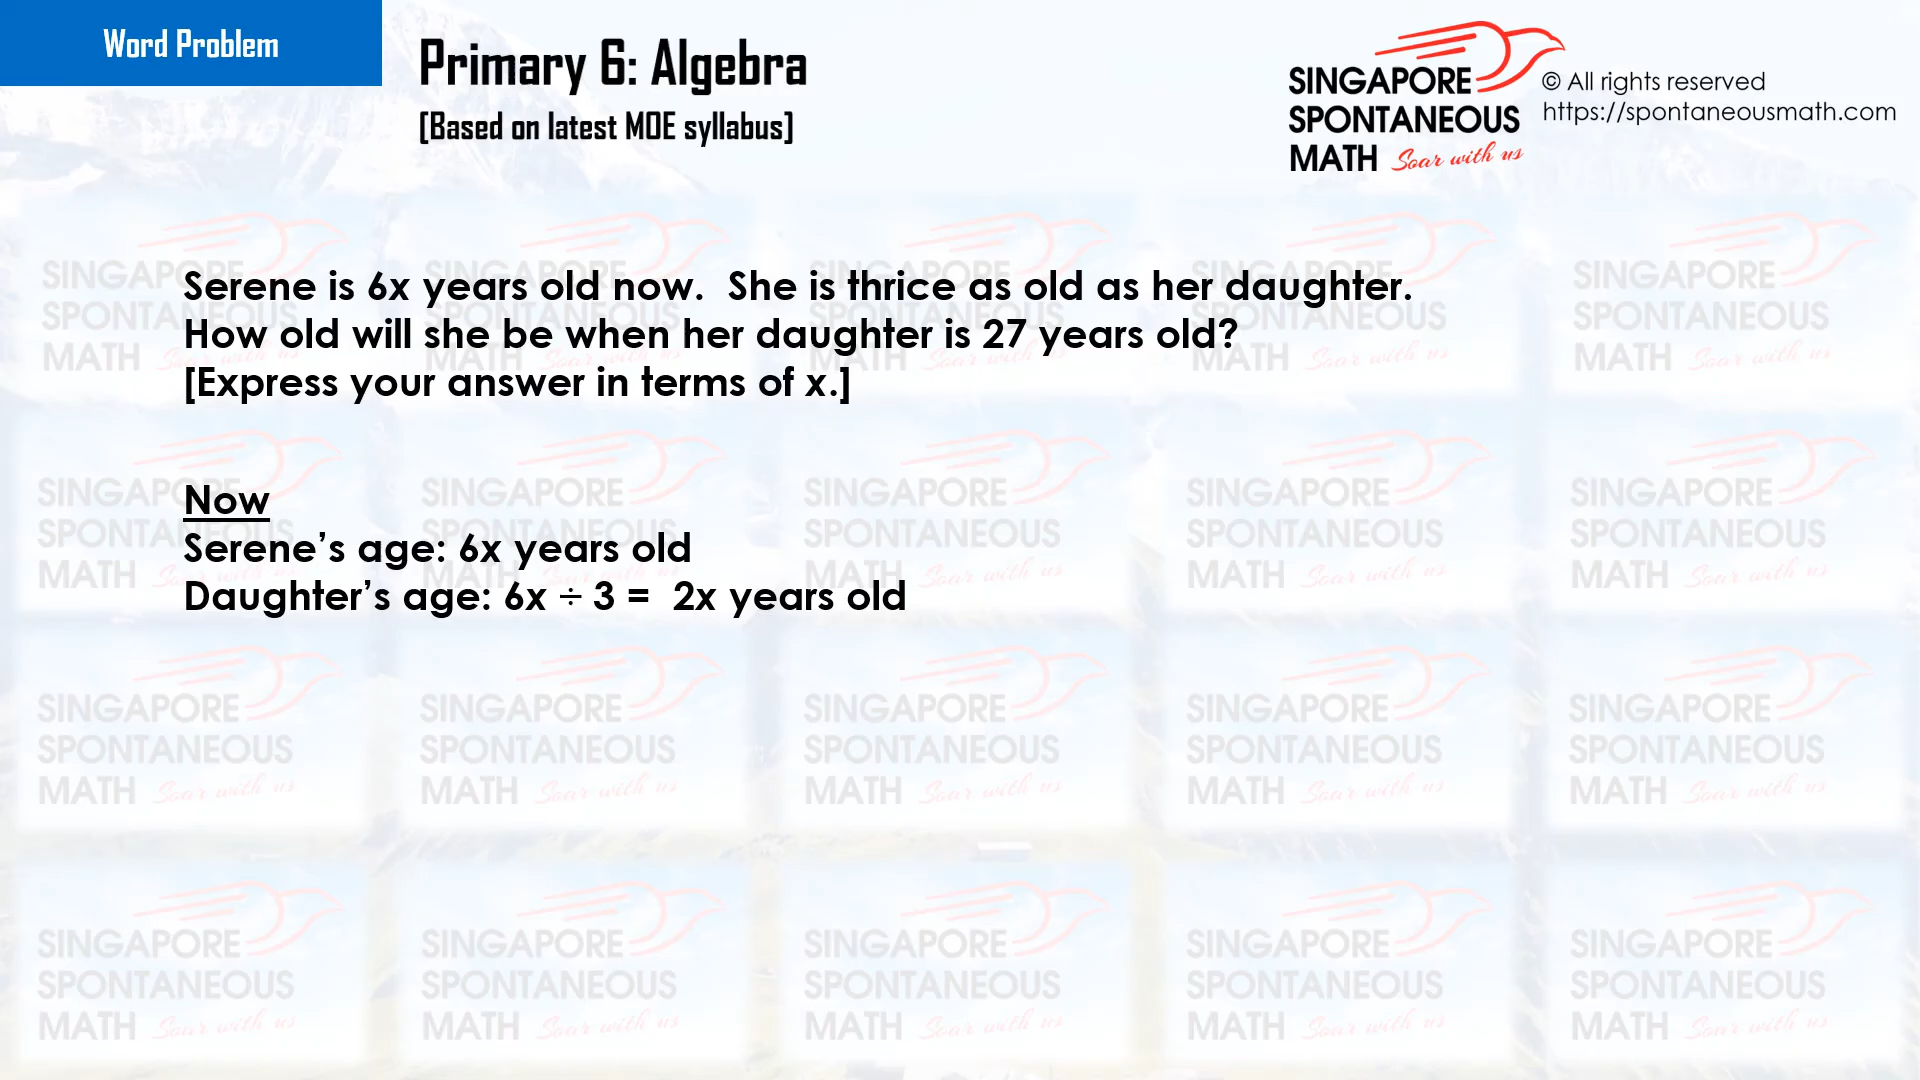 Word Problem
Primary 6: Algebra
[Based on latest MOE syllabus]
SINGAPORE
SPONTANEOUS
MATH Soar with us
© All rights reserved
https://spontaneousmath.com
Serene is 6x years old now.  She is thrice as old as her daughter.
How old will she be when her daughter is 27 years old?
[Express your answer in terms of x.]
Now
Serene’s age: 6x years old
Daughter’s age: 6x ÷ 3 =  2x years old